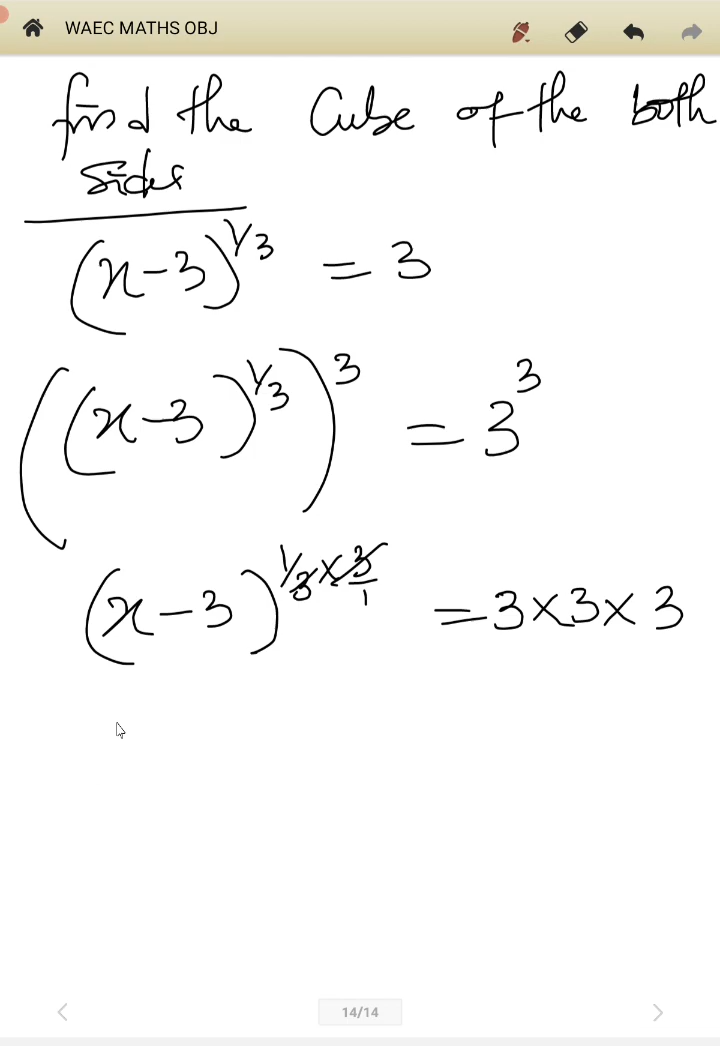 WAEC MATHS OBJ
find the Cube of the both
sides
(x-3)^1/3 = 3
((x-3)^1/3)^3 = 3^3
(x-3)^1/3×3/1 = 3×3×3
14/14